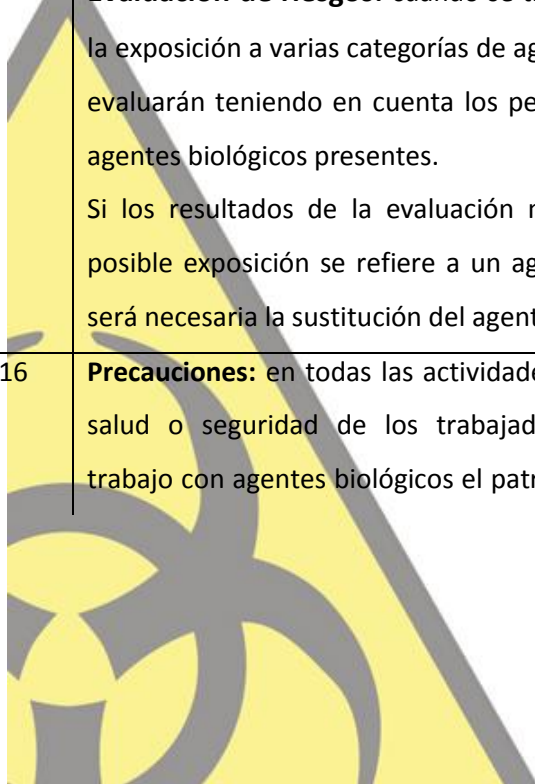 Evaluación de riesgos: cuando se
la exposición a varias categorías de
evaluarán teniendo en cuenta los
agentes biológicos presentes.
Si los resultados de la evaluación
posible exposición se refiere a un
será necesaria la sustitución del
16 Precauciones: en todas las
salud o seguridad de los
trabajo con agentes biológicos el